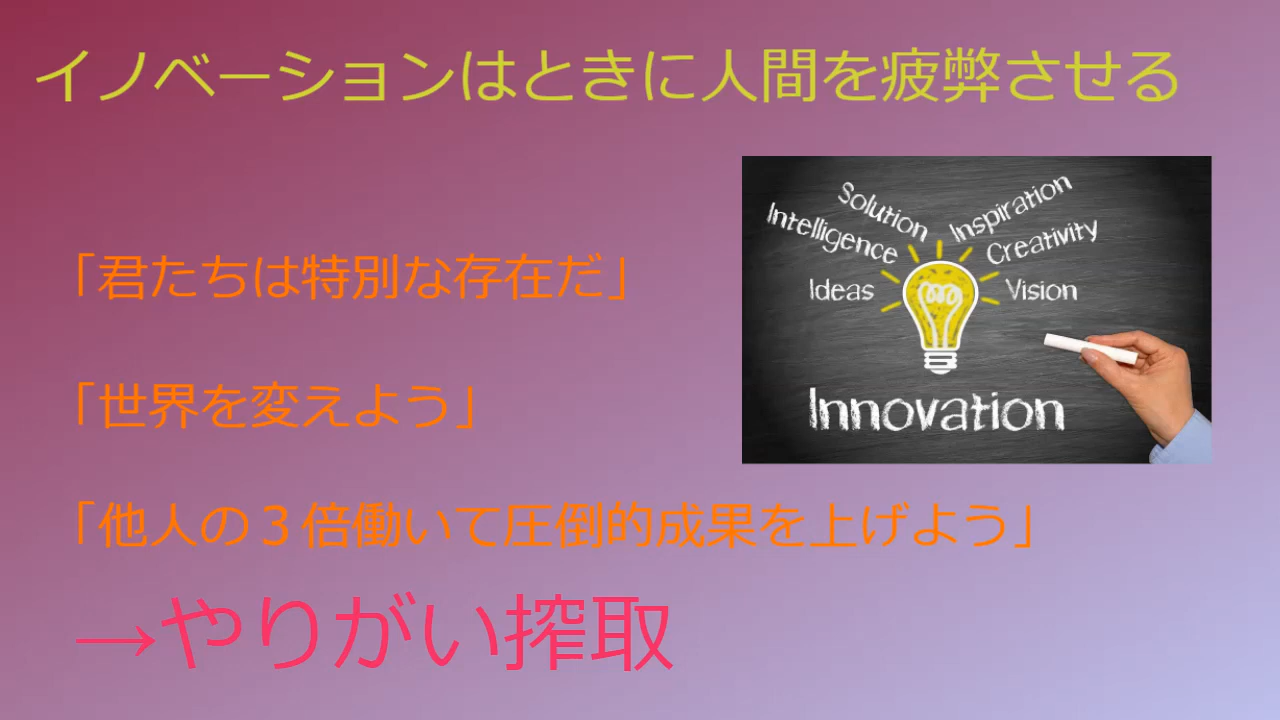 イノベーションはときに人間を疲弊させる
「君たちは特別な存在だ」
「世界を変えよう」
「他人の３倍働いて圧倒的成果を上げよう」
→やりがい搾取
Solution
Inspiration
Intelligence
Creativity
Ideas
Vision
Innovation